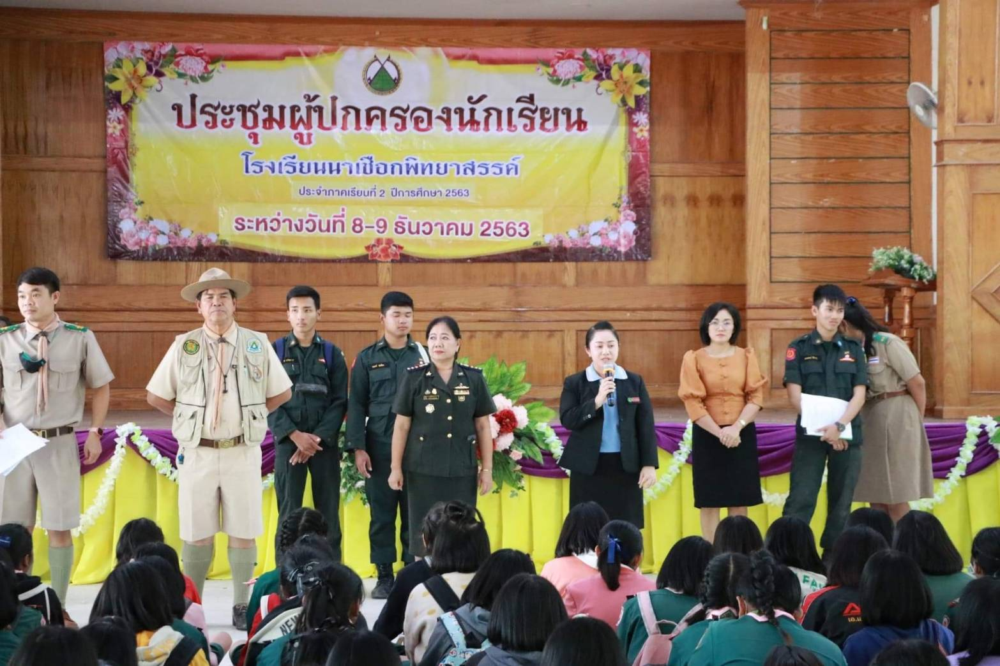 ประชุมผู้ปกครองนักเรียน
โรงเรียนนาเชือกพิทยาสรรค์
ประจำภาคเรียนที่ 2 ปีการศึกษา 2563
ระหว่างวันที่ 8-9 ธันวาคม 2563